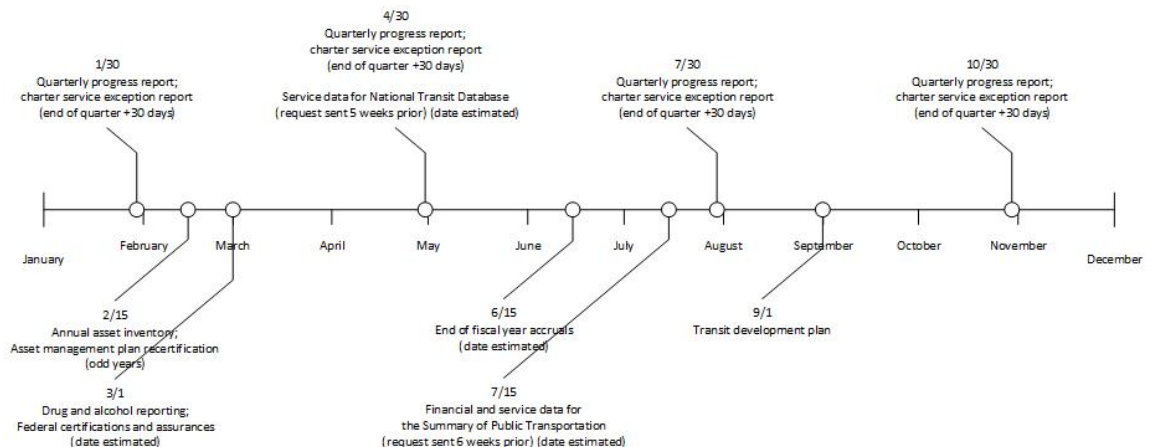 4/30
Quarterly progress report;
charter service exception report
(end of quarter +30 days)
Service data for National Transit Database
(request sent 5 weeks prior) (date estimated)
1/30
Quarterly progress report;
charter service exception report
(end of quarter +30 days)
7/30
Quarterly progress report;
charter service exception report
(end of quarter +30 days)
10/30
Quarterly progress report;
charter service exception report
(end of quarter +30 days)
January
February
March
April
May
June
July
August
September
October
November
December
2/15
Annual asset inventory;
Asset management plan recertification
(odd years)
3/1
Drug and alcohol reporting;
Federal certifications and assurances
(date estimated)
6/15
End of fiscal year accruals
(date estimated)
7/15
Financial and service data for
the Summary of Public Transportation
(request sent 6 weeks prior) (date estimated)
9/1
Transit development plan